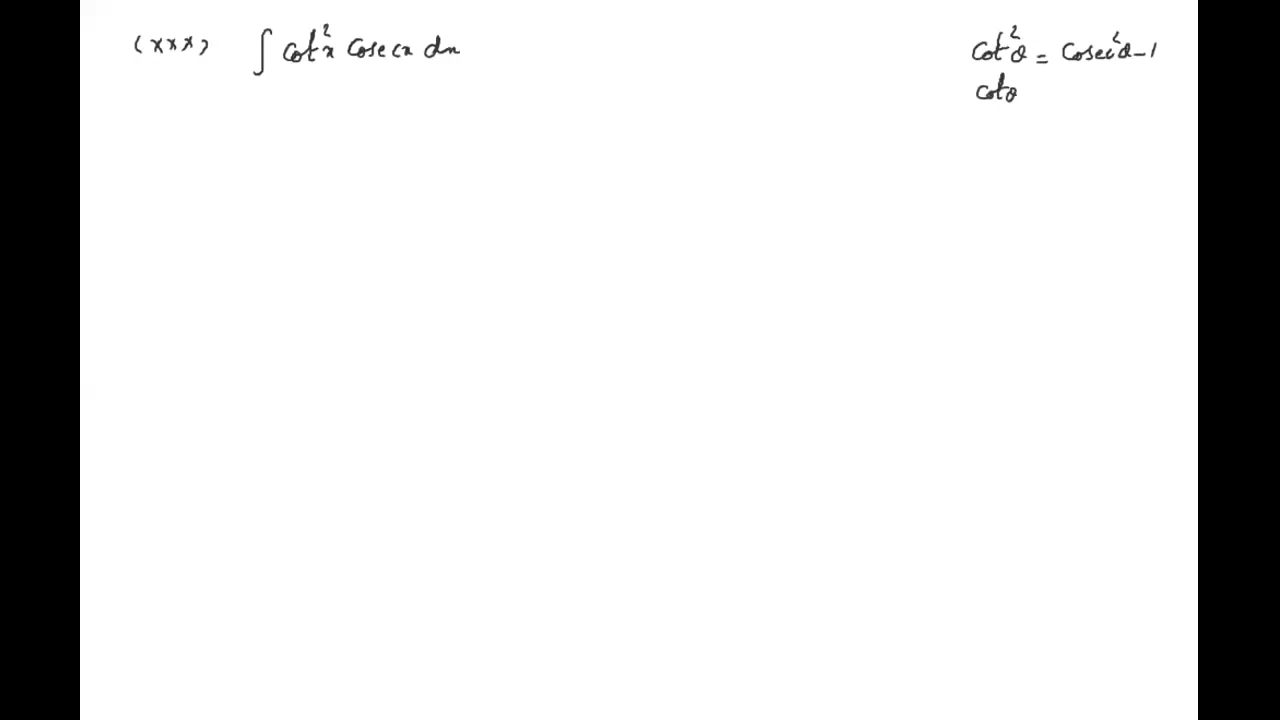 (xxx) ∫ cot²x cosecx dx
cot²θ = cosec²θ-1
cotθ